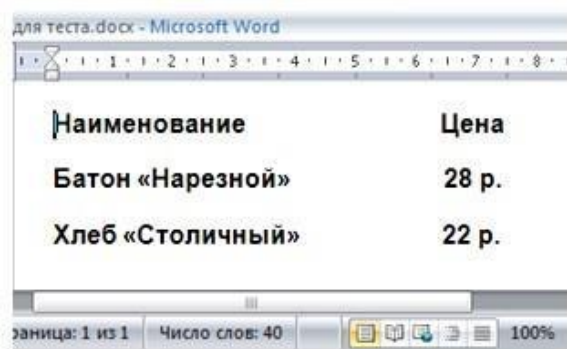 для теста.docx - Microsoft Word
1 2 3 4 5 6 7 8
Наименование Цена
Батон «Нарезной» 28 р.
Хлеб «Столичный» 22 р.
раница: 1 из 1 Число слов: 40 100%